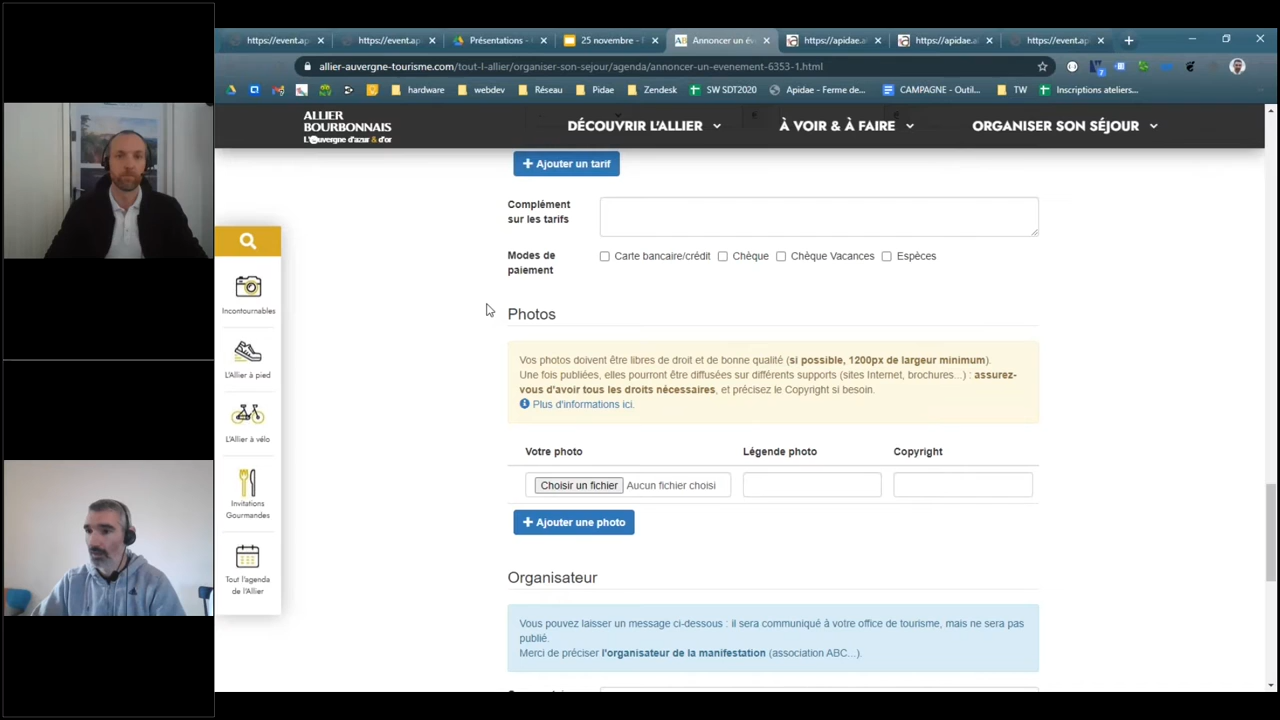 https://event.ap
https://event.ap
Présentations -
25 novembre - P
Annoncer un év
https://apidae.a
https://apidae.a
https://event.ap
allier-auvergne-tourisme.com/tout-l-allier/organiser-son-sejour/agenda/annoncer-un-evenement-6353-1.html
hardware
webdev
Réseau
Pidae
Zendesk
SW SDT2020
Apidae - Ferme de...
CAMPAGNE - Outil...
TW
Inscriptions ateliers...
ALLIER
BOURBONNAIS
L'auvergne d'azur & d'or
DÉCOUVRIR L'ALLIER
À VOIR & À FAIRE
ORGANISER SON SÉJOUR
+ Ajouter un tarif
Complément
sur les tarifs
Modes de
paiement
Carte bancaire/crédit
Chèque
Chèque Vacances
Espèces
Incontournables
L'Allier à pied
L'Allier à vélo
Invitations
Gourmandes
Tout l'agenda
de l'Allier
Photos
Vos photos doivent être libres de droit et de bonne qualité (si possible, 1200px de largeur minimum).
Une fois publiées, elles pourront être diffusées sur différents supports (sites Internet, brochures...) : assurez-
vous d'avoir tous les droits nécessaires, et précisez le Copyright si besoin.
Plus d'informations ici.
Votre photo
Légende photo
Copyright
Choisir un fichier
Aucun fichier choisi
+ Ajouter une photo
Organisateur
Vous pouvez laisser un message ci-dessous : il sera communiqué à votre office de tourisme, mais ne sera pas
publié.
Merci de préciser l'organisateur de la manifestation (association ABC...).